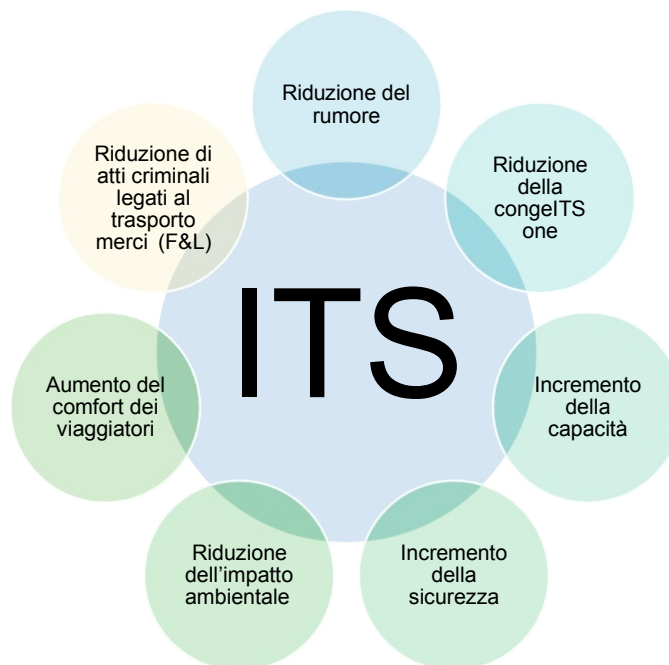 Riduzione del
rumore
Riduzione
della
congeITS
one
Incremento
della
capacità
Incremento
della
sicurezza
Riduzione
dell’impatto
ambientale
Aumento del
comfort dei
viaggiatori
Riduzione di
atti criminali
legati al
trasporto
merci (F&L)
ITS